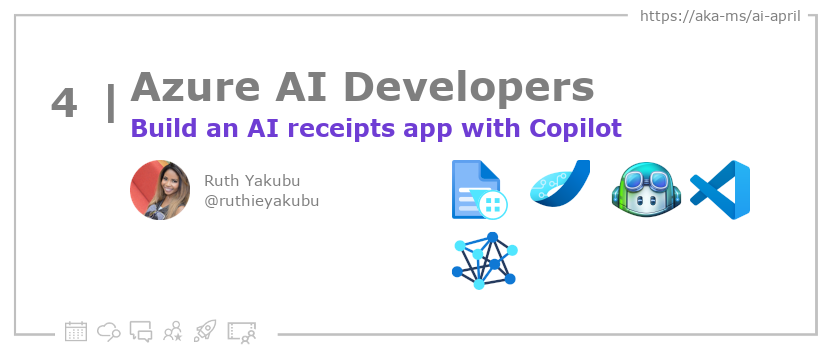 https://aka-ms/ai-april
4 | Azure AI Developers
Build an AI receipts app with Copilot
Ruth Yakubu
@ruthieyakubu